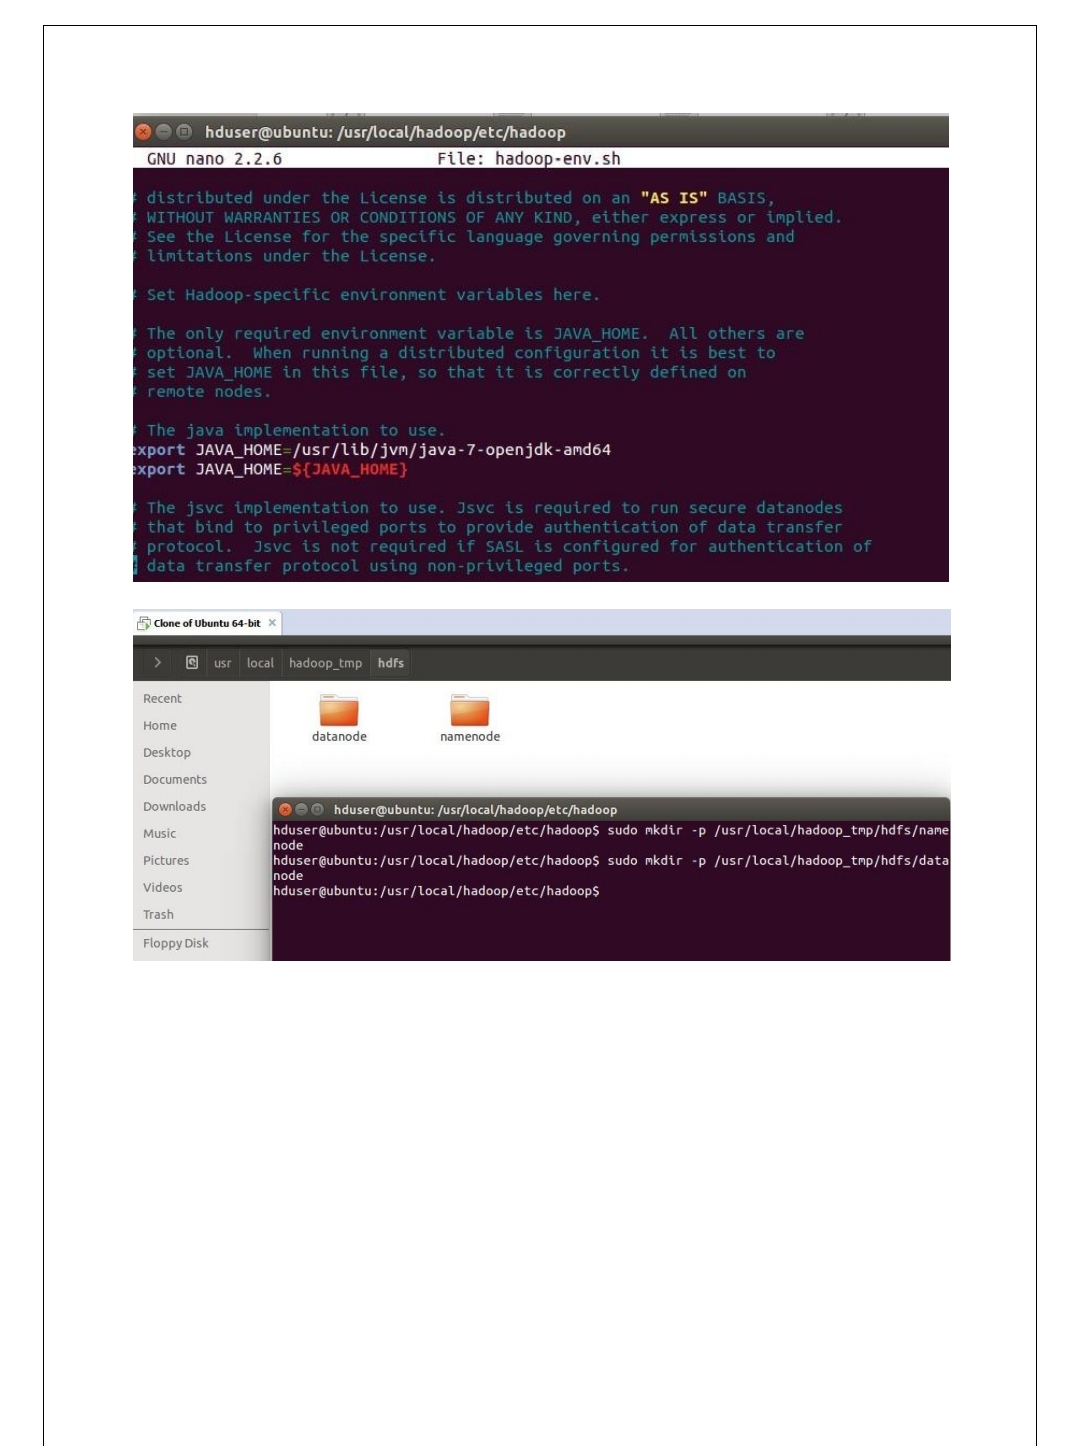 hduser@ubuntu: /usr/local/hadoop/etc/hadoop
GNU nano 2.2.6 File: hadoop-env.sh
# distributed under the License is distributed on an "AS IS" BASIS,
# WITHOUT WARRANTIES OR CONDITIONS OF ANY KIND, either express or implied.
# See the License for the specific language governing permissions and
# limitations under the License.
# Set Hadoop-specific environment variables here.
# The only required environment variable is JAVA_HOME. All others are
# optional. When running a distributed configuration it is best to
# set JAVA_HOME in this file, so that it is correctly defined on
# remote nodes.
# The java implementation to use.
export JAVA_HOME=/usr/lib/jvm/java-7-openjdk-amd64
export JAVA_HOME=${JAVA_HOME}
# The jsvc implementation to use. Jsvc is required to run secure datanodes
# that bind to privileged ports to provide authentication of data transfer
# protocol. Jsvc is not required if SASL is configured for authentication of
# data transfer protocol using non-privileged ports.
Clone of Ubuntu 64-bit ×
> usr local hadoop_tmp hdfs
Recent
Home
Desktop
Documents
Downloads
Music
Pictures
Videos
Trash
Floppy Disk
datanode namenode
hduser@ubuntu: /usr/local/hadoop/etc/hadoop
hduser@ubuntu:/usr/local/hadoop/etc/hadoop$ sudo mkdir -p /usr/local/hadoop_tmp/hdfs/name
node
hduser@ubuntu:/usr/local/hadoop/etc/hadoop$ sudo mkdir -p /usr/local/hadoop_tmp/hdfs/data
node
hduser@ubuntu:/usr/local/hadoop/etc/hadoop$